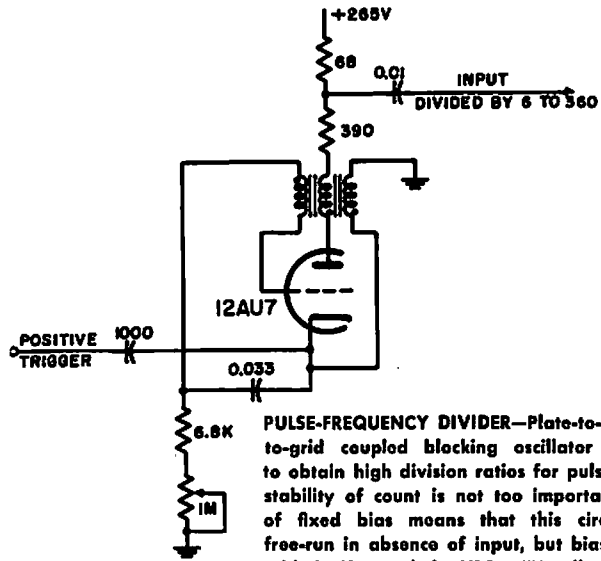 +265V
68
0.01
INPUT
DIVIDED BY 6 TO 360
390
12AU7
POSITIVE
TRIGGER
1000
0.033
6.8K
1M
PULSE-FREQUENCY DIVIDER—Plate-to-
to-grid coupled blocking oscillator
to obtain high division ratios for puls
stability of count is not too importa
of fixed bias means that this circ
free-run in absence of input, but bias